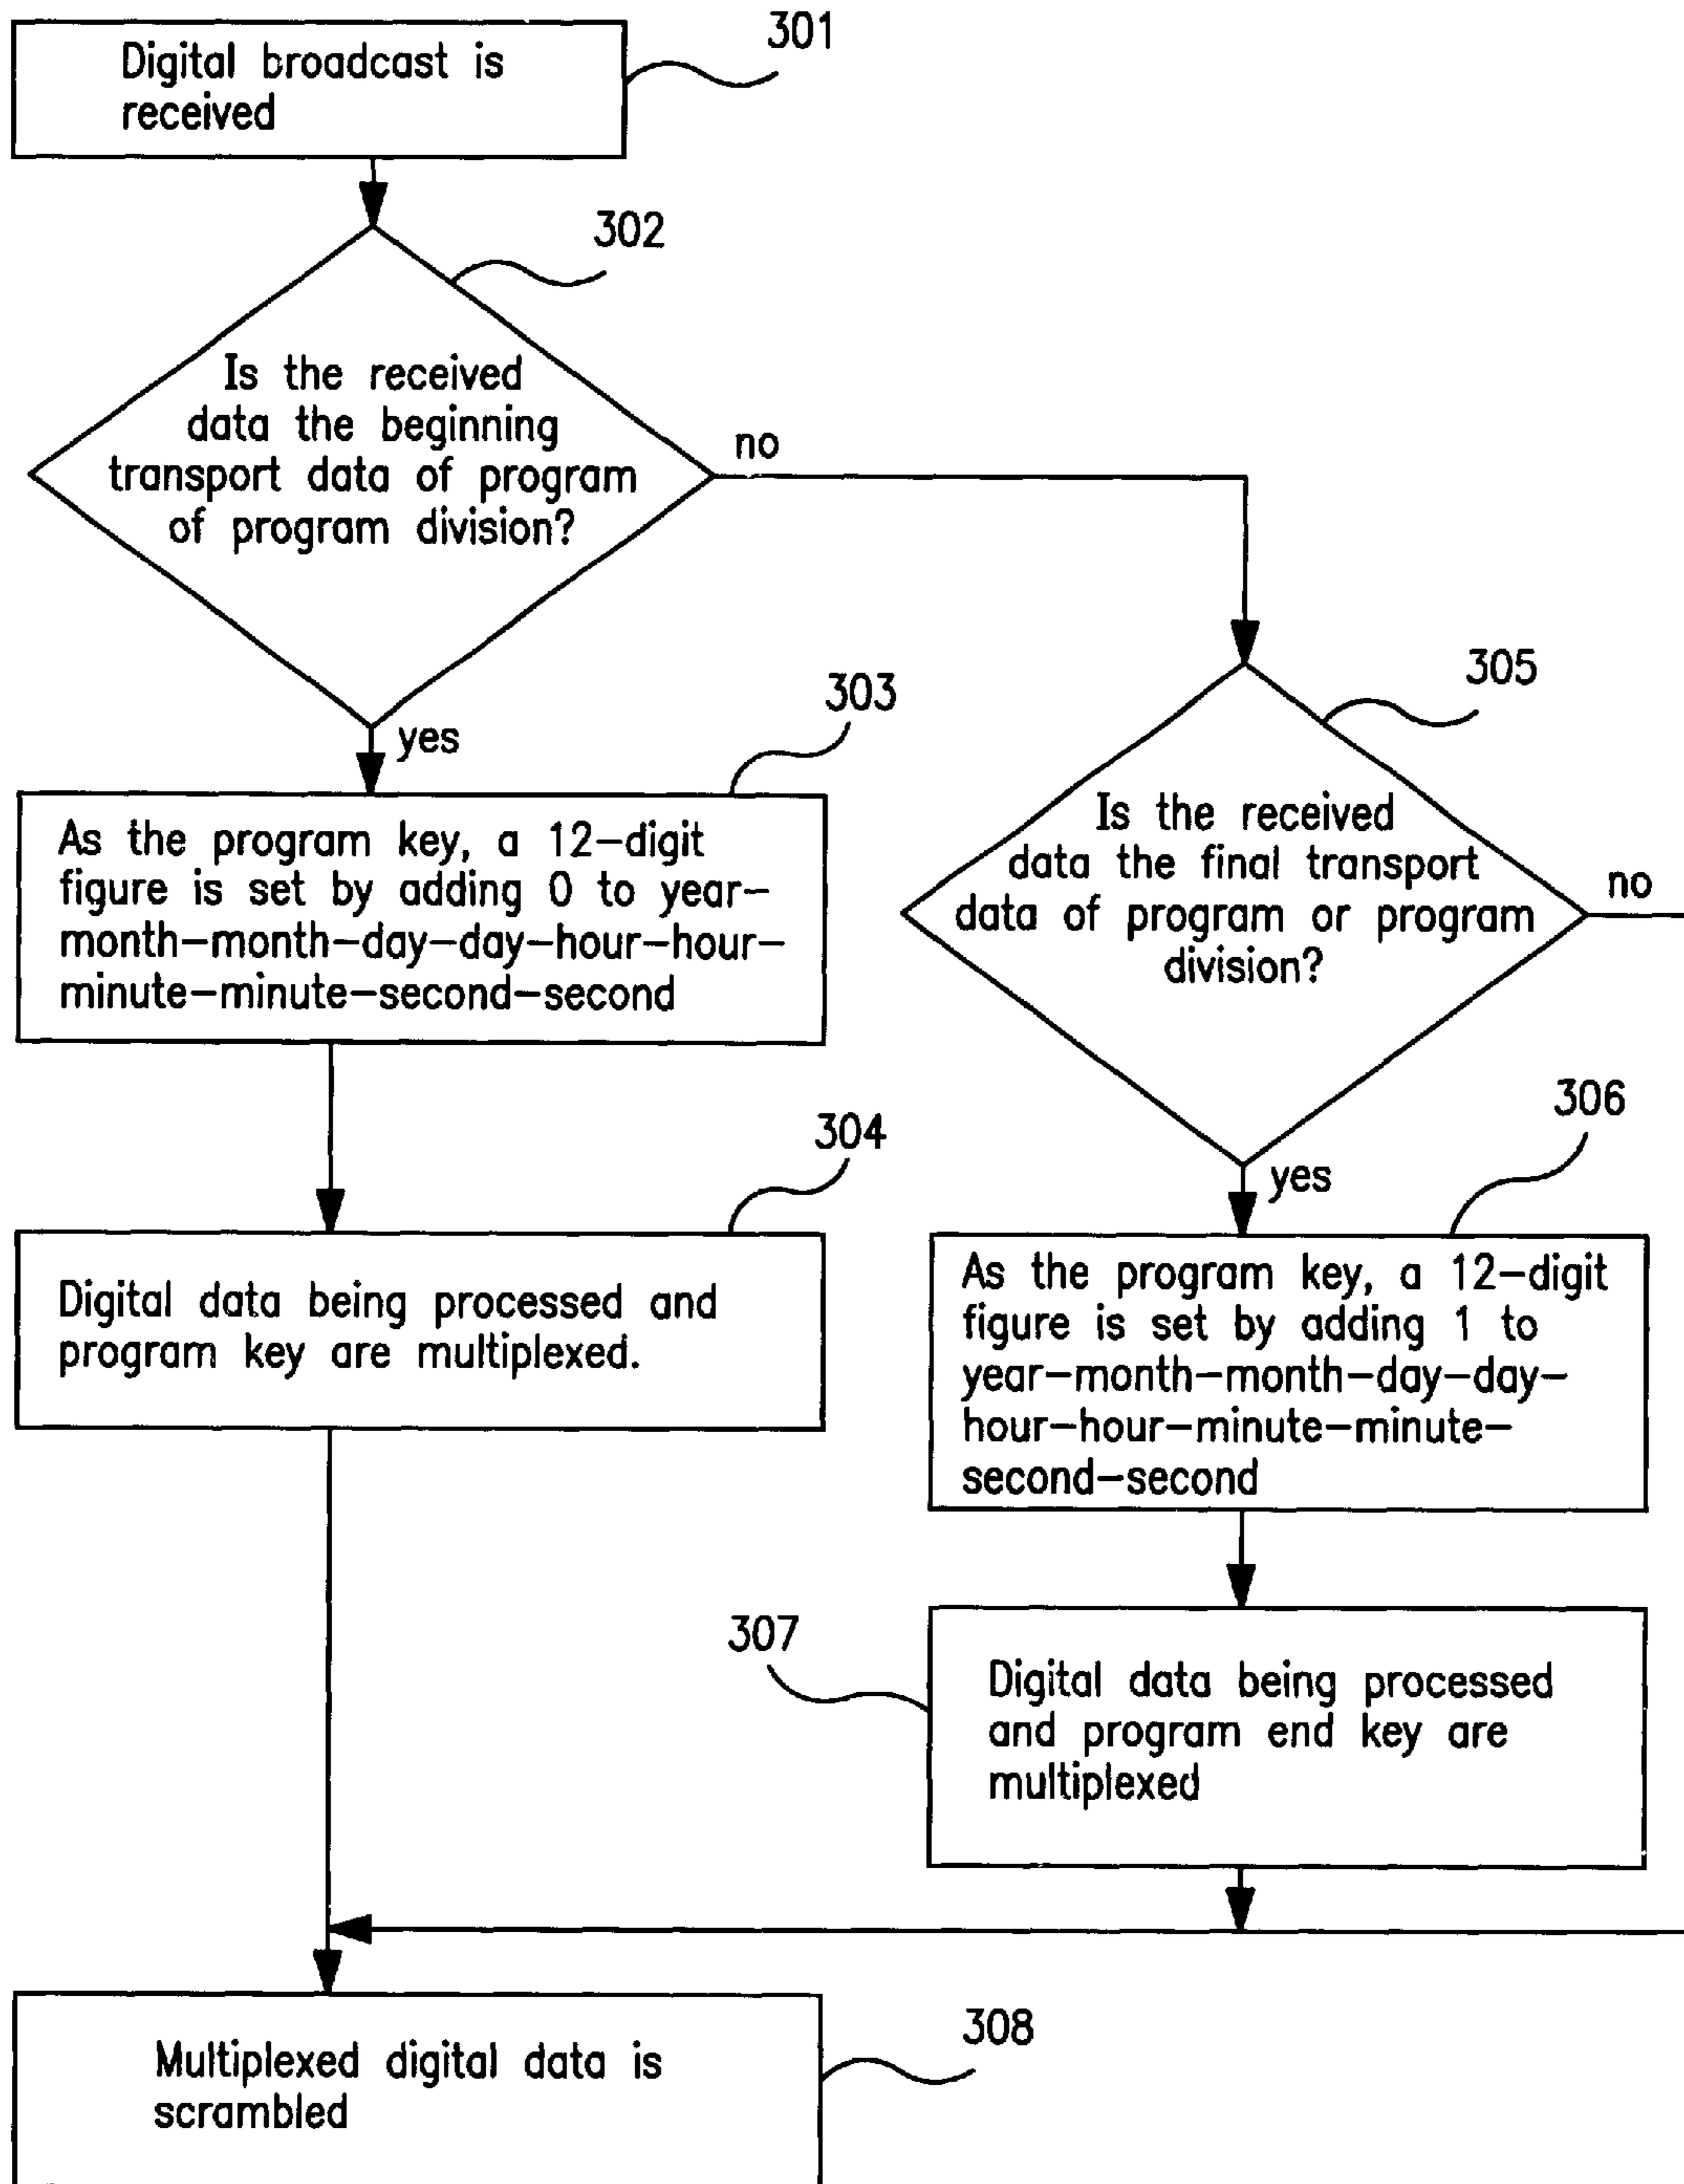 301
Digital broadcast is
received
302
Is the received
data the beginning
transport data of program
of program division?
no
yes
303
As the program key, a 12-digit
figure is set by adding 0 to year-
month-month-day-day-hour-hour-
minute-minute-second-second
304
Digital data being processed and
program key are multiplexed.
305
Is the received
data the final transport
data of program or program
division?
no
yes
306
As the program key, a 12-digit
figure is set by adding 1 to
year-month-month-day-day-
hour-hour-minute-minute-
second-second
307
Digital data being processed
and program end key are
multiplexed
308
Multiplexed digital data is
scrambled